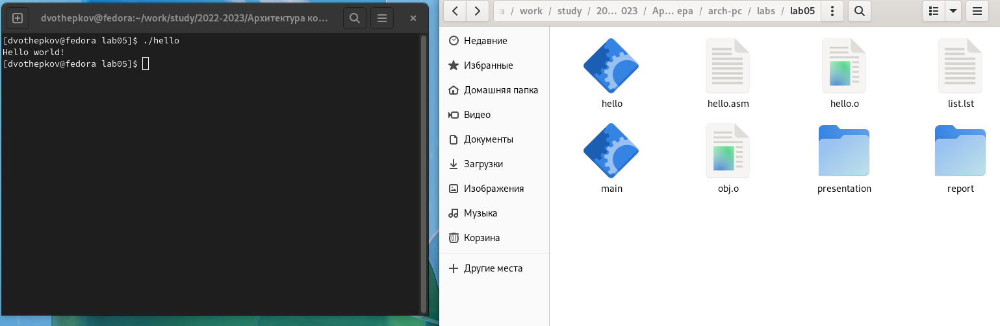 dvothepkov@fedora:~/work/study/2022-2023/Архитектура ко...
[dvothepkov@fedora lab05]$ ./hello
Hello world!
[dvothepkov@fedora lab05]$
a / work / study / 20... 023 / Ар... ера / arch-pc / labs / lab05
Недавние
Избранные
Домашняя папка
Видео
Документы
Загрузки
Изображения
Музыка
Корзина
Другие места
hello
hello.asm
hello.o
list.lst
main
obj.o
presentation
report